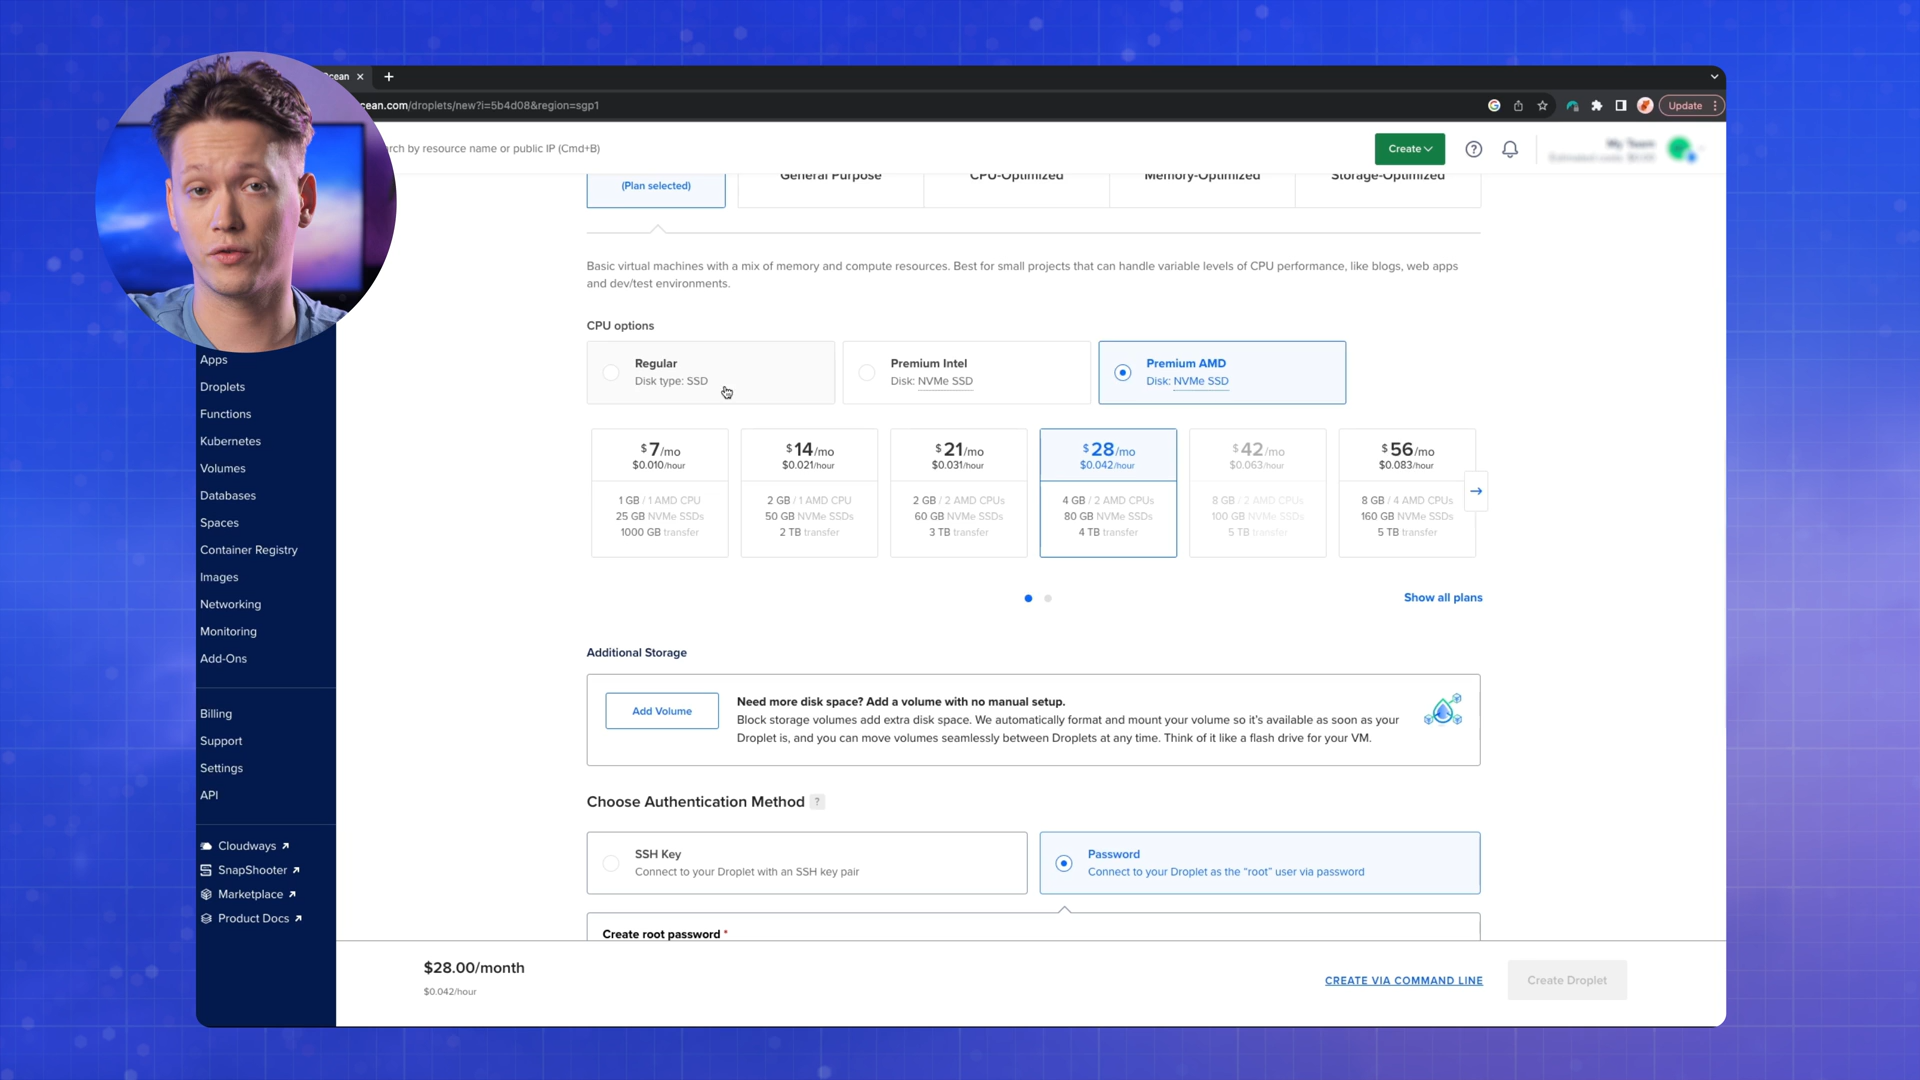 cean
cean.com/droplets/new?i=5b4d08&region=sgp1
Update
rch by resource name or public IP (Cmd+B)
Create
My Team
(Plan selected)
General Purpose
CPU-Optimized
Memory-Optimized
Storage-Optimized
Basic virtual machines with a mix of memory and compute resources. Best for small projects that can handle variable levels of CPU performance, like blogs, web apps
and dev/test environments.
CPU options
Regular
Disk type: SSD
Premium Intel
Disk: NVMe SSD
Premium AMD
Disk: NVMe SSD
$7/mo
$0.010/hour
1 GB / 1 AMD CPU
25 GB NVMe SSDs
1000 GB transfer
$14/mo
$0.021/hour
2 GB / 1 AMD CPU
50 GB NVMe SSDs
2 TB transfer
$21/mo
$0.031/hour
2 GB / 2 AMD CPUs
60 GB NVMe SSDs
3 TB transfer
$28/mo
$0.042/hour
4 GB / 2 AMD CPUs
80 GB NVMe SSDs
4 TB transfer
$42/mo
$0.063/hour
8 GB / 2 AMD CPUs
100 GB NVMe SSDs
5 TB transfer
$56/mo
$0.083/hour
8 GB / 4 AMD CPUs
160 GB NVMe SSDs
5 TB transfer
Show all plans
Additional Storage
Add Volume
Need more disk space? Add a volume with no manual setup.
Block storage volumes add extra disk space. We automatically format and mount your volume so it's available as soon as your
Droplet is, and you can move volumes seamlessly between Droplets at any time. Think of it like a flash drive for your VM.
Choose Authentication Method ?
SSH Key
Connect to your Droplet with an SSH key pair
Password
Connect to your Droplet as the "root" user via password
Create root password *
$28.00/month
$0.042/hour
CREATE VIA COMMAND LINE
Create Droplet
Apps
Droplets
Functions
Kubernetes
Volumes
Databases
Spaces
Container Registry
Images
Networking
Monitoring
Add-Ons
Billing
Support
Settings
API
Cloudways
SnapShooter
Marketplace
Product Docs